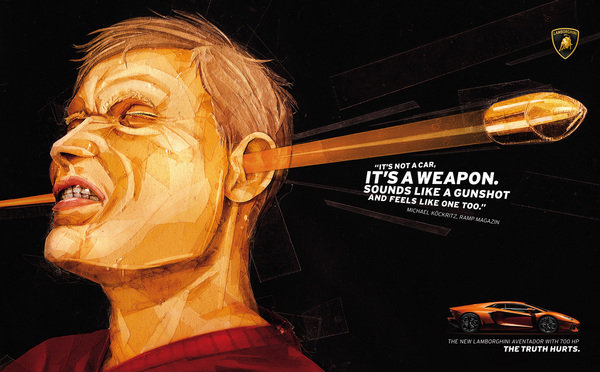 LAMBORGHINI
"IT'S NOT A CAR,
IT'S A WEAPON.
SOUNDS LIKE A GUNSHOT
AND FEELS LIKE ONE TOO."
MICHAEL KÖCKRITZ, RAMP MAGAZIN
THE NEW LAMBORGHINI AVENTADOR WITH 700 HP
THE TRUTH HURTS.